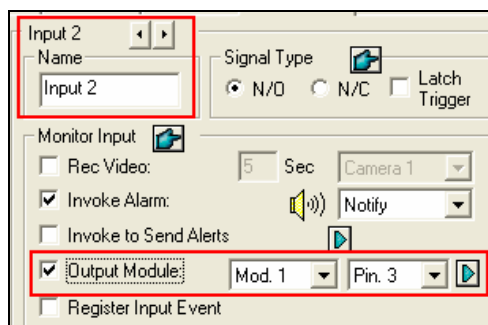 Input 2
Name
Input 2
Signal Type
N/O N/C
Latch
Trigger
Monitor Input
Rec Video: 5 Sec Camera 1
Invoke Alarm: Notify
Invoke to Send Alerts
Output Module: Mod. 1 Pin. 3
Register Input Event